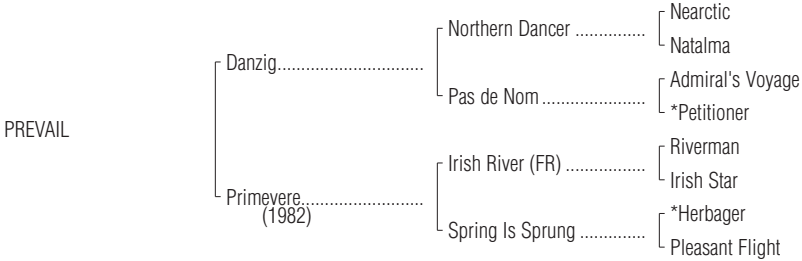 Nearctic
Northern Dancer ...............
Natalma
Danzig...............................
Admiral's Voyage
Pas de Nom......................
*Petitioner
PREVAIL
Riverman
Irish River (FR) .................
Irish Star
Primevere..........................
(1982)
*Herbager
Spring Is Sprung ..............
Pleasant Flight